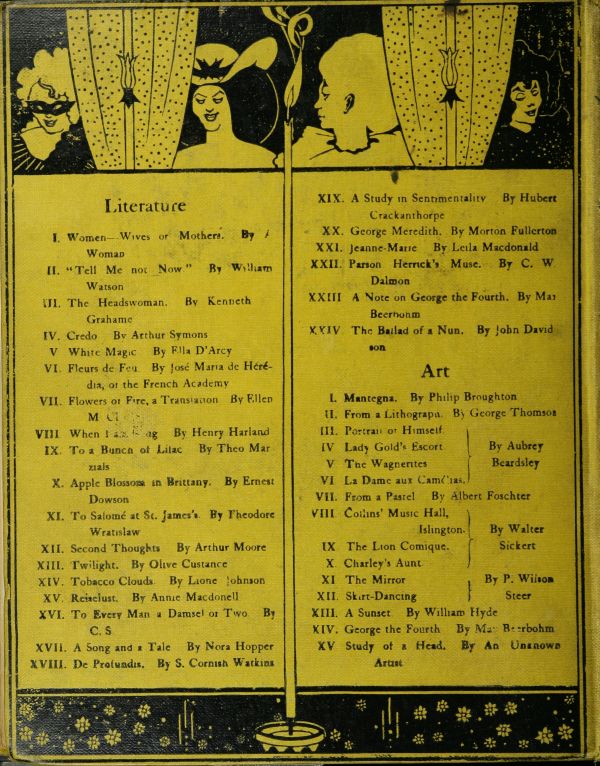 Literature
I. Women—Wives or Mothers. By A
Woman
II. "Tell Me not Now" By William
Watson
III. The Headswoman. By Kenneth
Grahame
IV. Credo By Arthur Symons
V White Magic By Ella D'Arcy
VI. Fleurs de Feu By José Maria de Héré-
dia, of the French Academy
VII. Flowers of Fire, a Translation By Ellen
M
VIII When I By Henry Harland
IX. To a Bunch of Lilac By Theo Mar
zials
X. Apple Blossom in Brittany. By Ernest
Dowson
XI. To Salomé at St. James's. By Theodore
Wratislaw
XII. Second Thoughts By Arthur Moore
XIII. Twilight. By Olive Custance
XIV. Tobacco Clouds. By Lionel Johnson
XV. Reiselust. By Annie Macdonell
XVI. To Every Man a Damsel or Two. By
C. S
XVII. A Song and a Tale By Nora Hopper
XVIII. De Profundis. By S. Cornish Watkins
XIX. A Study in Sentimentality By Hubert
Crackanthorpe
XX. George Meredith. By Morton Fullerton
XXI. Jeanne-Marie By Leila Macdonald
XXII. Parson Herrick's Muse. By C. W
Dalmon
XXIII A Note on George the Fourth. By Max
Beerbohm
XXIV. The Ballad of a Nun. By John David
son
Art
I. Mantegna. By Philip Broughton
II. From a Lithograph. By George Thomson
III. Portrait of Himself
IV Lady Gold's Escort
V The Wagnerites
VI La Dame aux Camélias.
By Aubrey
Beardsley
VII. From a Pastel By Albert Foschter
VIII. Collins' Music Hall,
Islington.
IX The Lion Comique.
X. Charley's Aunt
By Walter
Sickert
XI The Mirror
XII. Skirt-Dancing
By P. Wilson
Steer
XIII. A Sunset By William Hyde
XIV. George the Fourth By Max Beerbohm
XV Study of a Head. By An Unknown
Artist